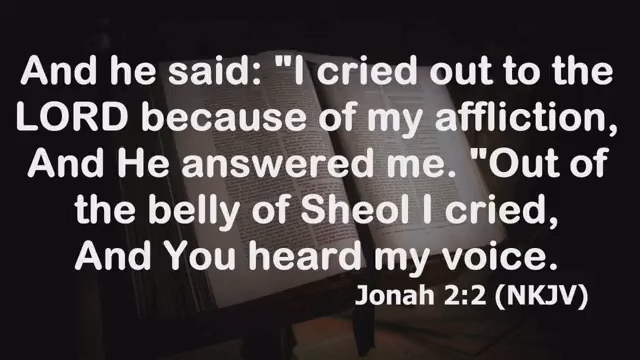 And he said: "I cried out to the
LORD because of my affliction,
And He answered me. "Out of
the belly of Sheol I cried,
And You heard my voice.
Jonah 2:2 (NKJV)